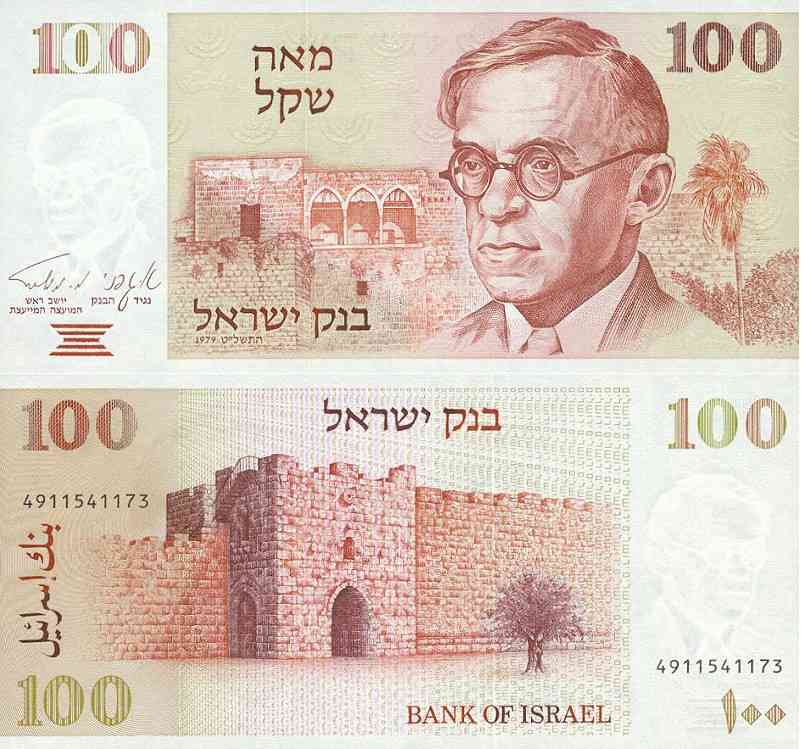 100
100
מאה
שקל
נגיד הבנק
יושב ראש
המועצה המייעצת
בנק ישראל
התשל"ט 1979
100
בנק ישראל
100
4911541173
بنك إسرائيل
4911541173
100
BANK OF ISRAEL
١٠٠